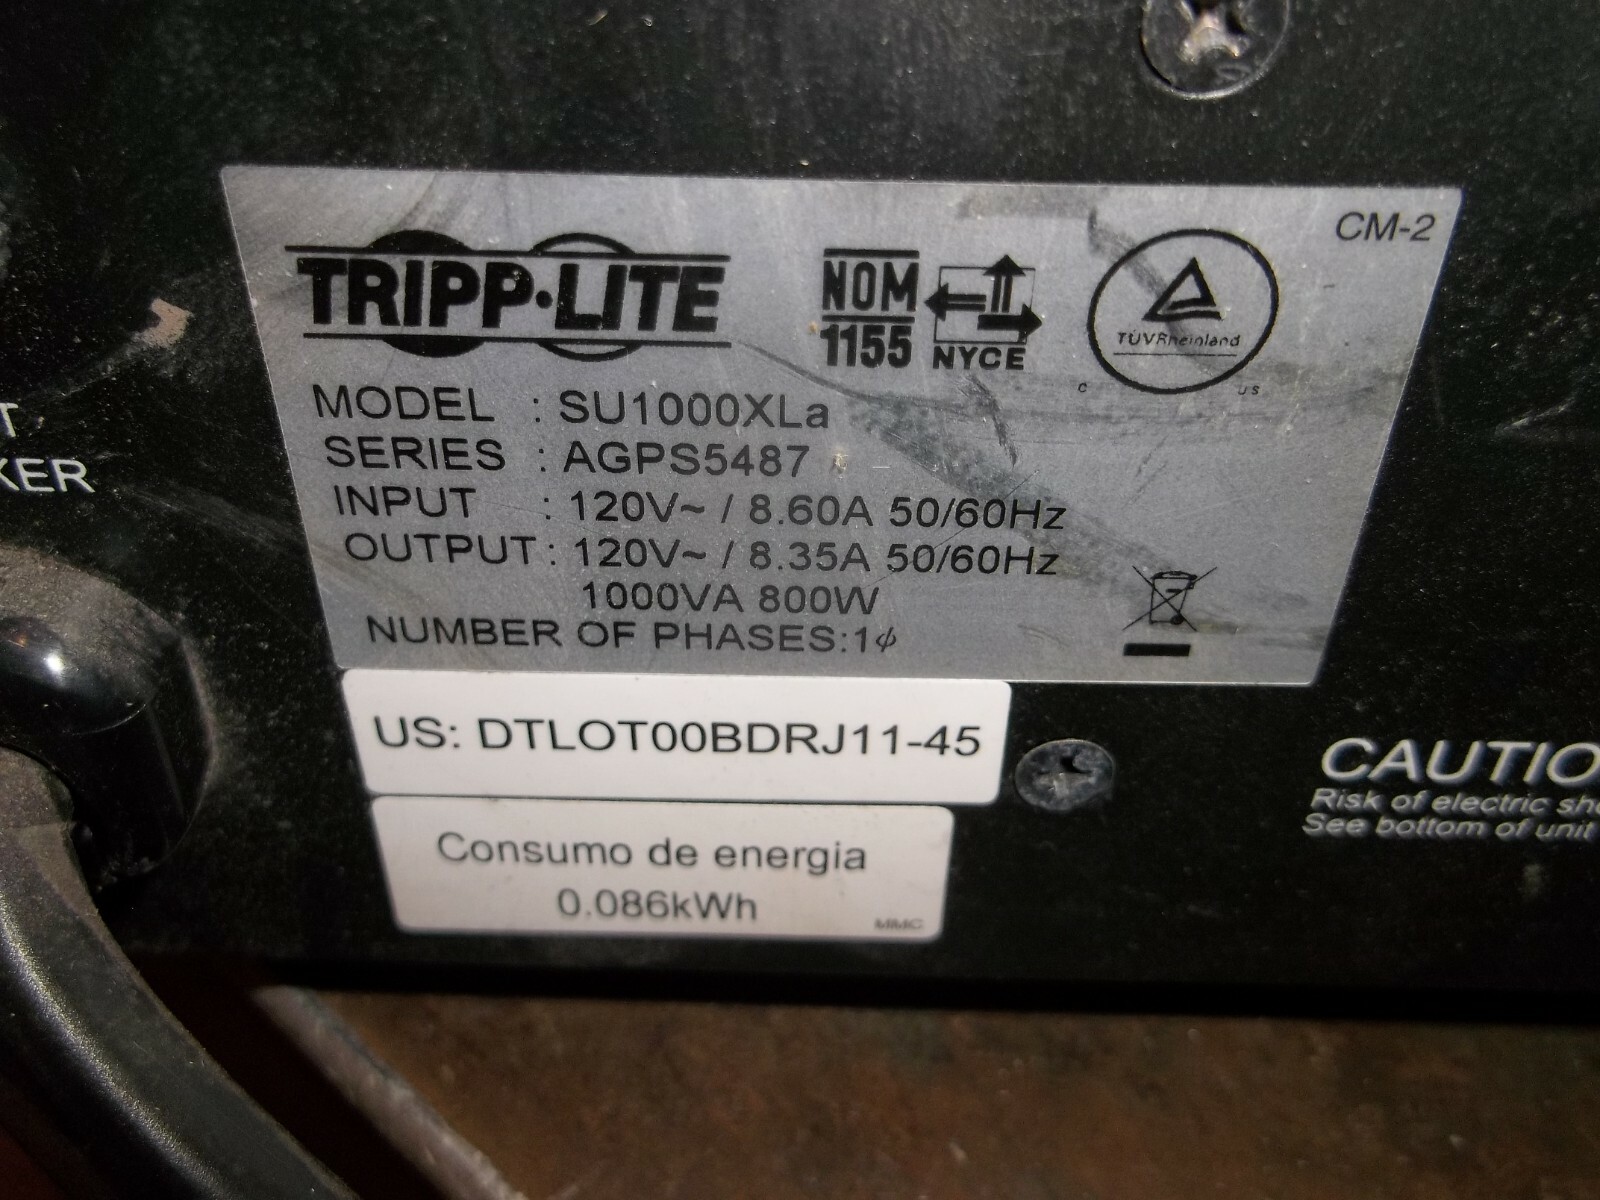 CM-2
TRIPP·LITE
NOM
1155
NYCE
TÜVRheinland
C US
MODEL : SU1000XLa
SERIES : AGPS5487
INPUT : 120V~ / 8.60A 50/60Hz
OUTPUT : 120V~ / 8.35A 50/60Hz
1000VA 800W
NUMBER OF PHASES:1ϕ
US: DTLOT00BDRJ11-45
Consumo de energia
0.086kWh
MMC
T
KER
CAUTIO
Risk of electric sho
See bottom of unit